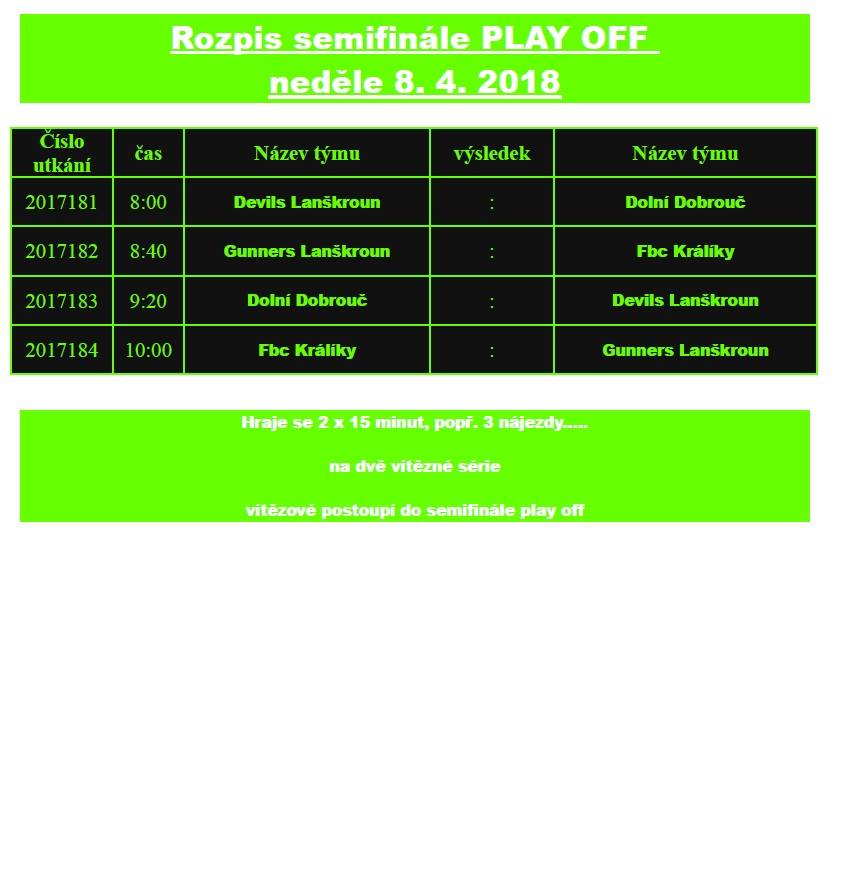 Rozpis semifinále PLAY OFF
neděle 8. 4. 2018
Číslo utkání čas Název týmu výsledek Název týmu
2017181 8:00 Devils Lanškroun : Dolní Dobrouč
2017182 8:40 Gunners Lanškroun : Fbc Králíky
2017183 9:20 Dolní Dobrouč : Devils Lanškroun
2017184 10:00 Fbc Králíky : Gunners Lanškroun
Hraje se 2 x 15 minut, popř. 3 nájezdy.....
na dvě vítězné série
vítězové postoupí do semifinále play off